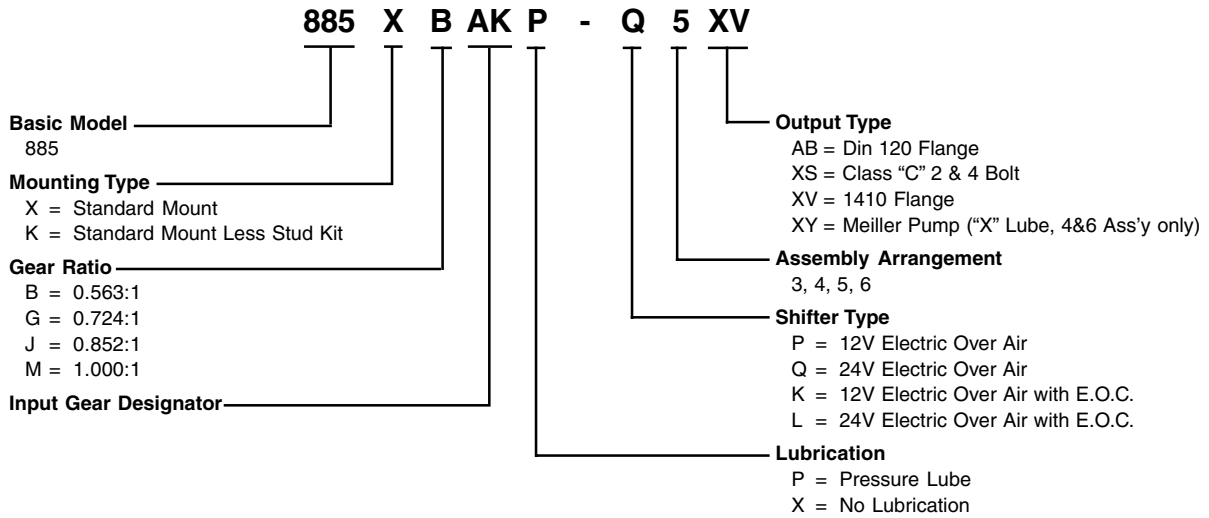 885 X B AK P - Q 5 XV
Basic Model
885
Mounting Type
X = Standard Mount
K = Standard Mount Less Stud Kit
Gear Ratio
B = 0.563:1
G = 0.724:1
J = 0.852:1
M = 1.000:1
Input Gear Designator
Output Type
AB = Din 120 Flange
XS = Class “C” 2 & 4 Bolt
XV = 1410 Flange
XY = Meiller Pump (“X” Lube, 4&6 Ass’y only)
Assembly Arrangement
3, 4, 5, 6
Shifter Type
P = 12V Electric Over Air
Q = 24V Electric Over Air
K = 12V Electric Over Air with E.O.C.
L = 24V Electric Over Air with E.O.C.
Lubrication
P = Pressure Lube
X = No Lubrication